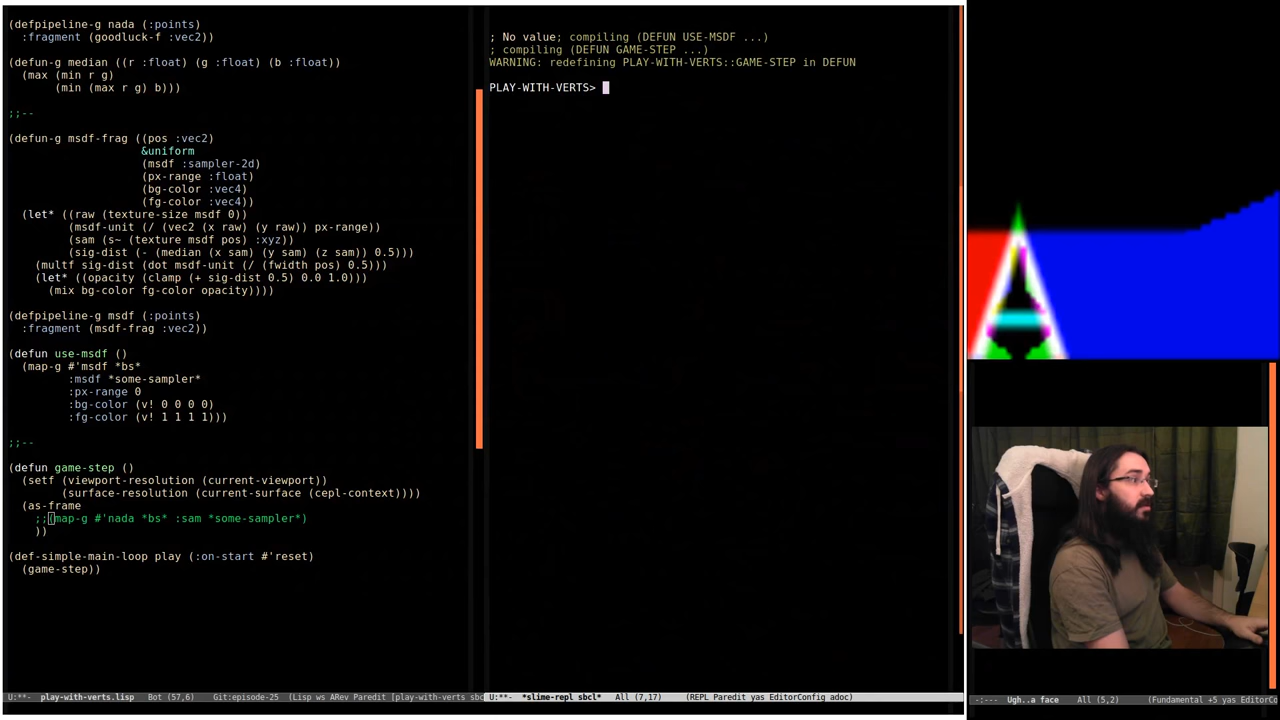 (defpipeline-g nada (:points)
  :fragment (goodluck-f :vec2))
(defun-g median ((r :float) (g :float) (b :float))
  (max (min r g)
       (min (max r g) b)))
;;--
(defun-g msdf-frag ((pos :vec2)
                    &uniform
                    (msdf :sampler-2d)
                    (px-range :float)
                    (bg-color :vec4)
                    (fg-color :vec4))
  (let* ((raw (texture-size msdf 0))
         (msdf-unit (/ (vec2 (x raw) (y raw)) px-range))
         (sam (s~ (texture msdf pos) :xyz))
         (sig-dist (- (median (x sam) (y sam) (z sam)) 0.5)))
    (multf sig-dist (dot msdf-unit (/ (fwidth pos) 0.5)))
    (let* ((opacity (clamp (+ sig-dist 0.5) 0.0 1.0)))
      (mix bg-color fg-color opacity))))
(defpipeline-g msdf (:points)
  :fragment (msdf-frag :vec2))
(defun use-msdf ()
  (map-g #'msdf *bs*
         :msdf *some-sampler*
         :px-range 0
         :bg-color (v! 0 0 0 0)
         :fg-color (v! 1 1 1 1)))
;;--
(defun game-step ()
  (setf (viewport-resolution (current-viewport))
        (surface-resolution (current-surface (cepl-context))))
  (as-frame
    ;;(map-g #'nada *bs* :sam *some-sampler*)
    ))
(def-simple-main-loop play (:on-start #'reset)
  (game-step))
U:**-  play-with-verts.lisp   Bot (57,6)    Git:episode-25  (Lisp ws ARev Paredit [play-with-verts sbc
; No value; compiling (DEFUN USE-MSDF ...)
; compiling (DEFUN GAME-STEP ...)
WARNING: redefining PLAY-WITH-VERTS::GAME-STEP in DEFUN
PLAY-WITH-VERTS>
U:**-  *slime-repl sbcl*   All (7,17)    (REPL Paredit yas EditorConfig adoc)
-:---  Ugh..a face    All (5,2)     (Fundamental +5 yas EditorC